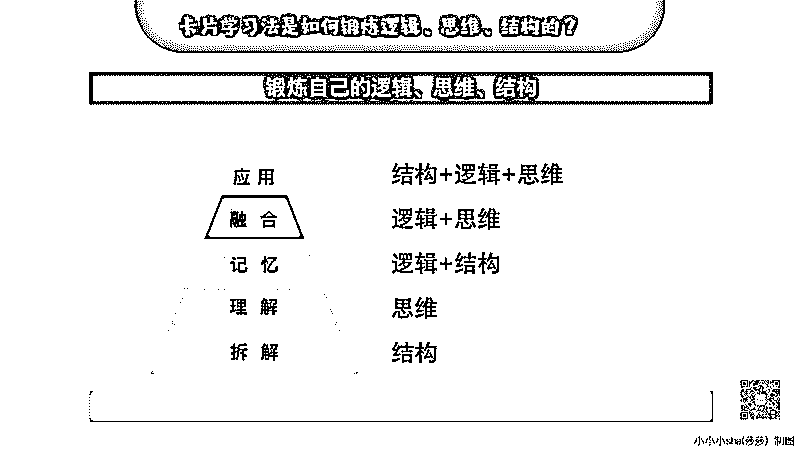 卡片学习法是如何锻炼逻辑、思维、结构的?
锻炼自己的逻辑、思维、结构
应用 结构+逻辑+思维
融合 逻辑+思维
记忆 逻辑+结构
理解 思维
拆解 结构
小小小sha(莎莎) 制图